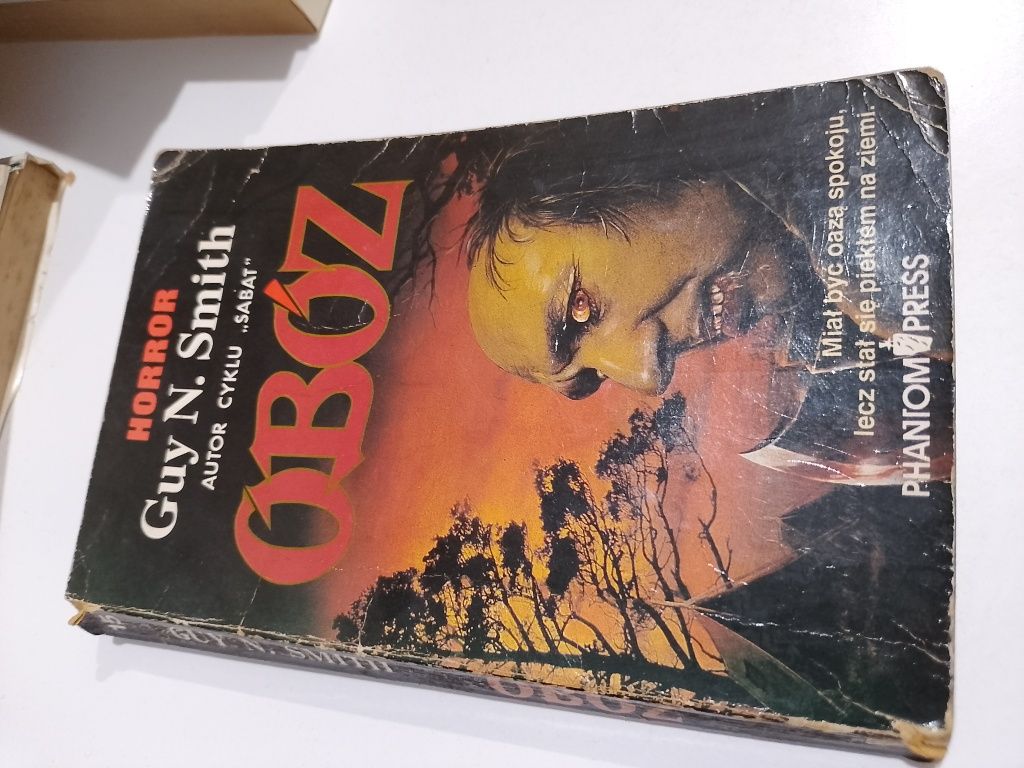 HORROR
Guy N. Smith
AUTOR CYKLU „SABAT”
OBÓZ
Miał być oazą spokoju,
lecz stał się piekłem na ziemi.
PHANTOM PRESS
GUY N. SMITH OBÓZ